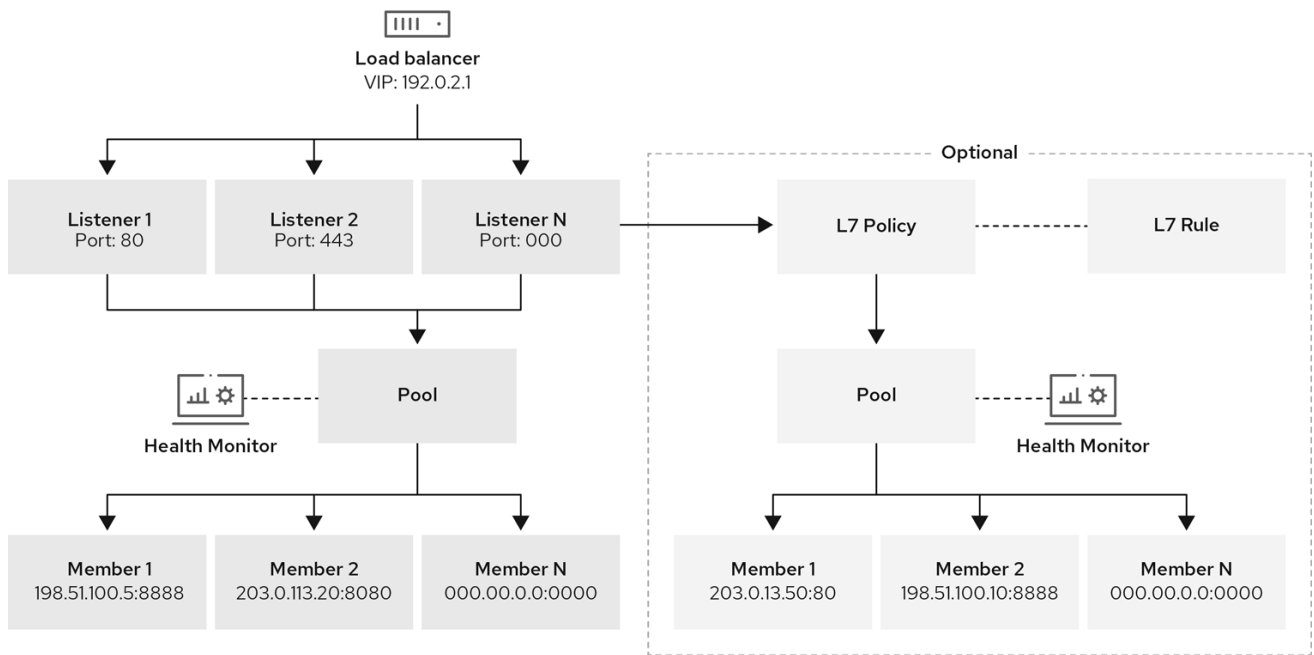 Load balancer
VIP: 192.0.2.1
Optional
Listener 1
Port: 80
Listener 2
Port: 443
Listener N
Port: 000
L7 Policy
L7 Rule
Pool
Health Monitor
Pool
Health Monitor
Member 1
198.51.100.5:8888
Member 2
203.0.113.20:8080
Member N
000.00.0.0:0000
Member 1
203.0.13.50:80
Member 2
198.51.100.10:8888
Member N
000.00.0.0:0000